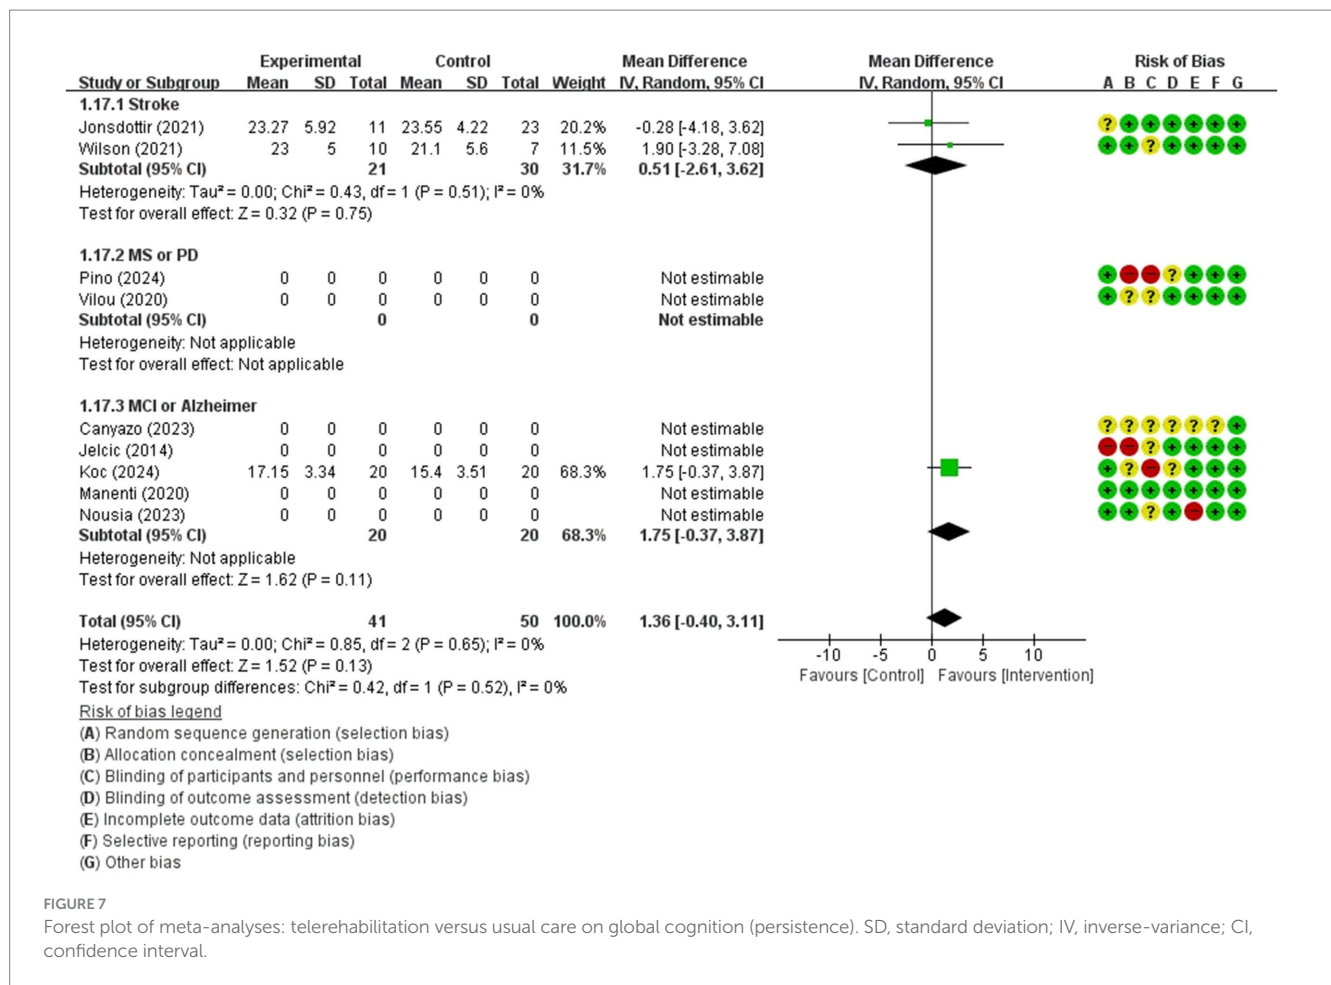 Experimental Control Mean Difference Mean Difference Risk of Bias
Study or Subgroup Mean SD Total Mean SD Total Weight IV, Random, 95% CI IV, Random, 95% CI A B C D E F G
1.17.1 Stroke
Jonsdottir (2021) 23.27 5.92 11 23.55 4.22 23 20.2% -0.28 [-4.18, 3.62] ? + + + + + +
Wilson (2021) 23 5 10 21.1 5.6 7 11.5% 1.90 [-3.28, 7.08] + + ? + + + +
Subtotal (95% CI) 21 30 31.7% 0.51 [-2.61, 3.62]
Heterogeneity: Tau² = 0.00; Chi² = 0.43, df = 1 (P = 0.51); I² = 0%
Test for overall effect: Z = 0.32 (P = 0.75)
1.17.2 MS or PD
Pino (2024) 0 0 0 0 0 0 Not estimable + − − ? + + +
Vilou (2020) 0 0 0 0 0 0 Not estimable + ? ? + + + +
Subtotal (95% CI) 0 0 Not estimable
Heterogeneity: Not applicable
Test for overall effect: Not applicable
1.17.3 MCI or Alzheimer
Canyazo (2023) 0 0 0 0 0 0 Not estimable ? ? ? ? ? ? +
Jelcic (2014) 0 0 0 0 0 0 Not estimable − − ? + + + +
Koc (2024) 17.15 3.34 20 15.4 3.51 20 68.3% 1.75 [-0.37, 3.87] + ? − ? + + +
Manenti (2020) 0 0 0 0 0 0 Not estimable + + + + + + +
Nousia (2023) 0 0 0 0 0 0 Not estimable + + ? + − + +
Subtotal (95% CI) 20 20 68.3% 1.75 [-0.37, 3.87]
Heterogeneity: Not applicable
Test for overall effect: Z = 1.62 (P = 0.11)
Total (95% CI) 41 50 100.0% 1.36 [-0.40, 3.11]
Heterogeneity: Tau² = 0.00; Chi² = 0.85, df = 2 (P = 0.65); I² = 0%
Test for overall effect: Z = 1.52 (P = 0.13)
Test for subgroup differences: Chi² = 0.42, df = 1 (P = 0.52), I² = 0%
-10 -5 0 5 10
Favours [Control] Favours [Intervention]
Risk of bias legend
(A) Random sequence generation (selection bias)
(B) Allocation concealment (selection bias)
(C) Blinding of participants and personnel (performance bias)
(D) Blinding of outcome assessment (detection bias)
(E) Incomplete outcome data (attrition bias)
(F) Selective reporting (reporting bias)
(G) Other bias
FIGURE 7
Forest plot of meta-analyses: telerehabilitation versus usual care on global cognition (persistence). SD, standard deviation; IV, inverse-variance; CI,
confidence interval.